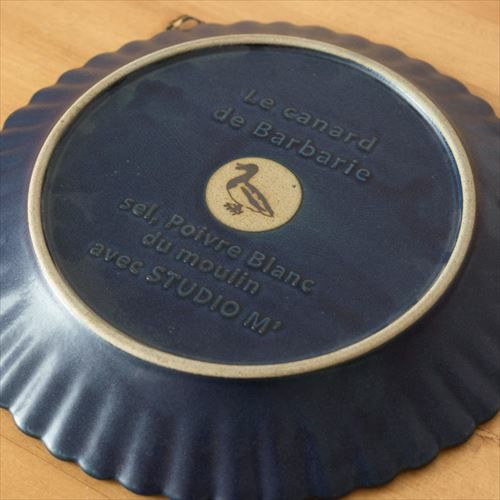 Le canard
de Barbarie
sel, Poivre Blanc
du moulin
avec STUDIO M'